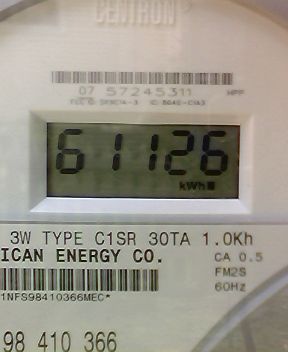 CENTRON
07 57245311
61126
kWh
3W TYPE C1SR 30TA 1.0Kh
ICAN ENERGY CO.
CA 0.5
FM2S
60Hz
1NFS98410366MEC*
98 410 366